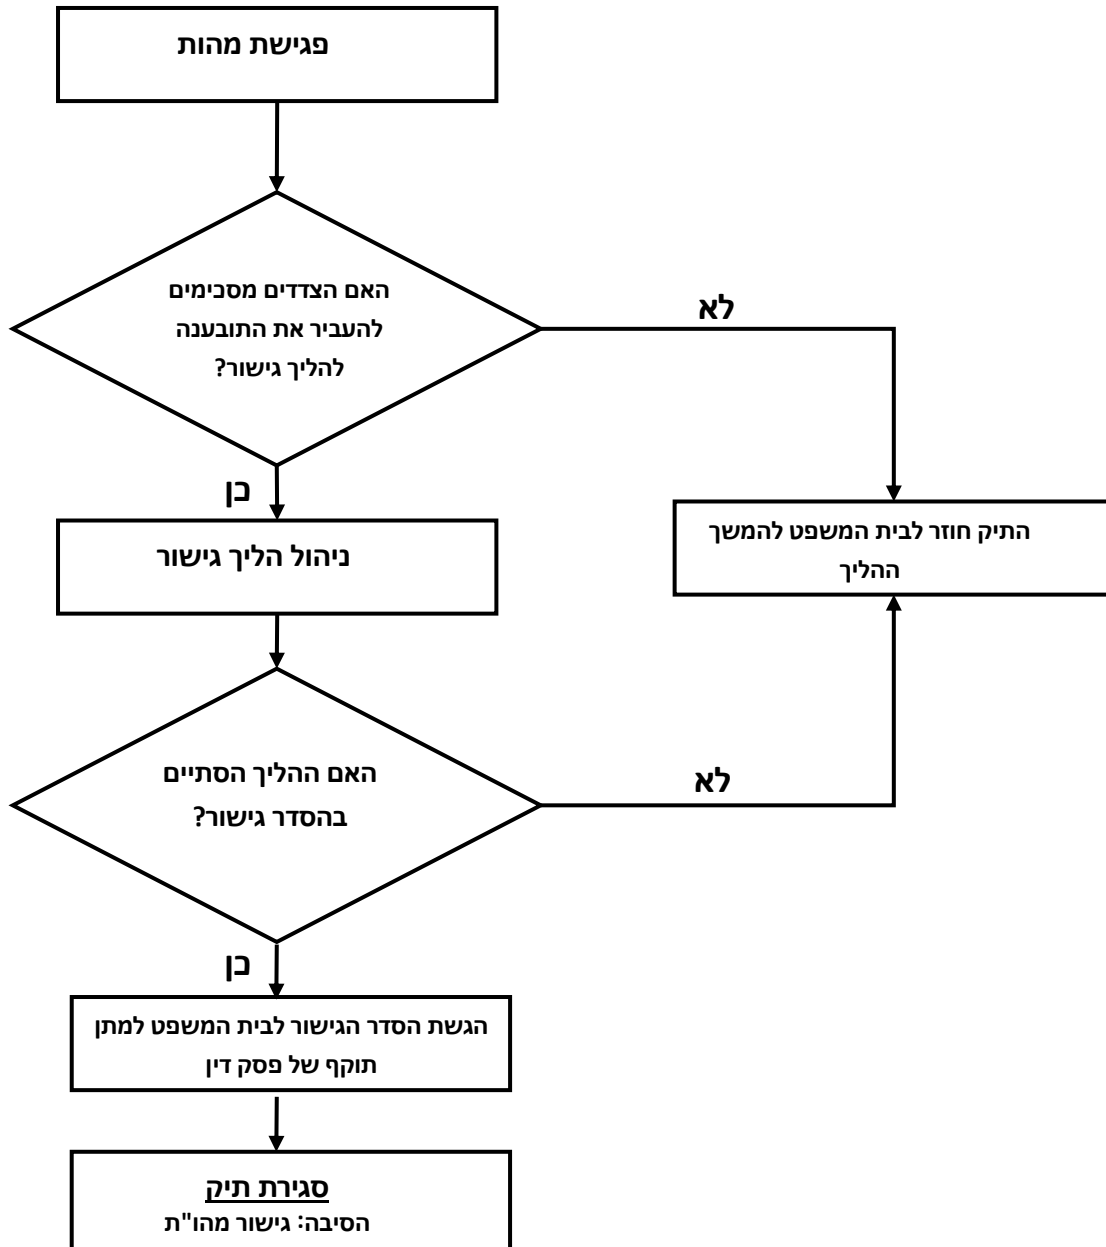 פגישת מהות
האם הצדדים מסכימים
להעביר את התובענה
להליך גישור?
לא
כן
ניהול הליך גישור
התיק חוזר לבית המשפט להמשך
ההליך
האם ההליך הסתיים
בהסדר גישור?
לא
כן
הגשת הסדר הגישור לבית המשפט למתן
תוקף של פסק דין
סגירת תיק
הסיבה: גישור מהו"ת